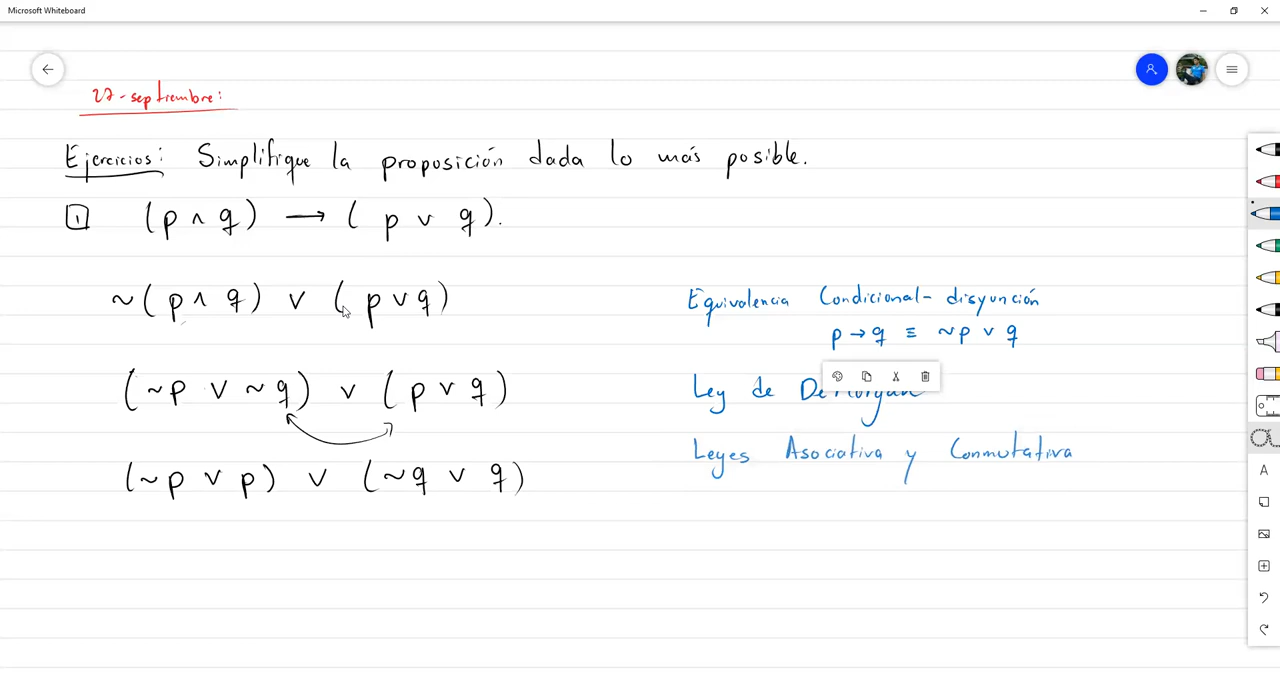 Microsoft Whiteboard
27-septiembre:
Ejercicios: Simplifique la proposición dada lo más posible.
1 (p ∧ q) → ( p ∨ q).
~(p ∧ q) ∨ ( p ∨ q) Equivalencia Condicional-disyunción
p → q ≡ ~p ∨ q
(~p ∨ ~q) ∨ ( p ∨ q) Ley de De Morgan
Leyes Asociativa y Conmutativa
(~p ∨ p) ∨ (~q ∨ q)
A